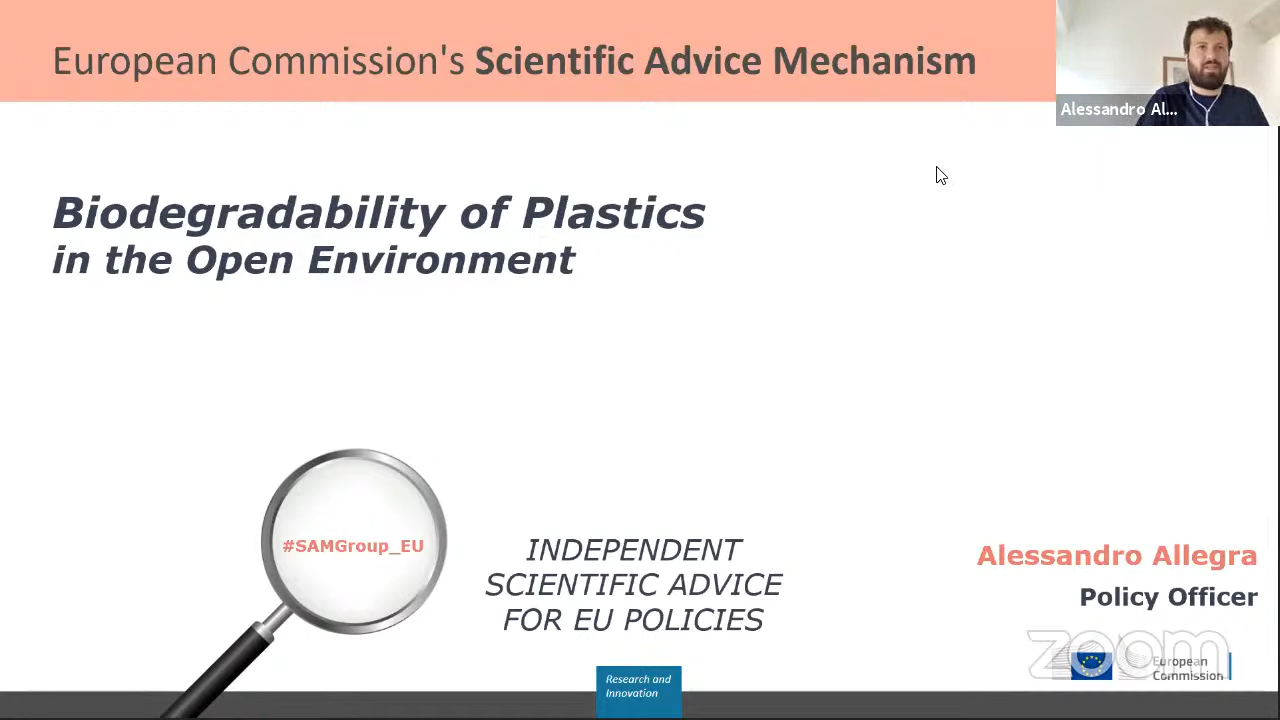 European Commission's Scientific Advice Mechanism
Alessandro Al...
Biodegradability of Plastics
in the Open Environment
#SAMGroup_EU
INDEPENDENT
SCIENTIFIC ADVICE
FOR EU POLICIES
Alessandro Allegra
Policy Officer
zoom
European
Commission
Research and
Innovation